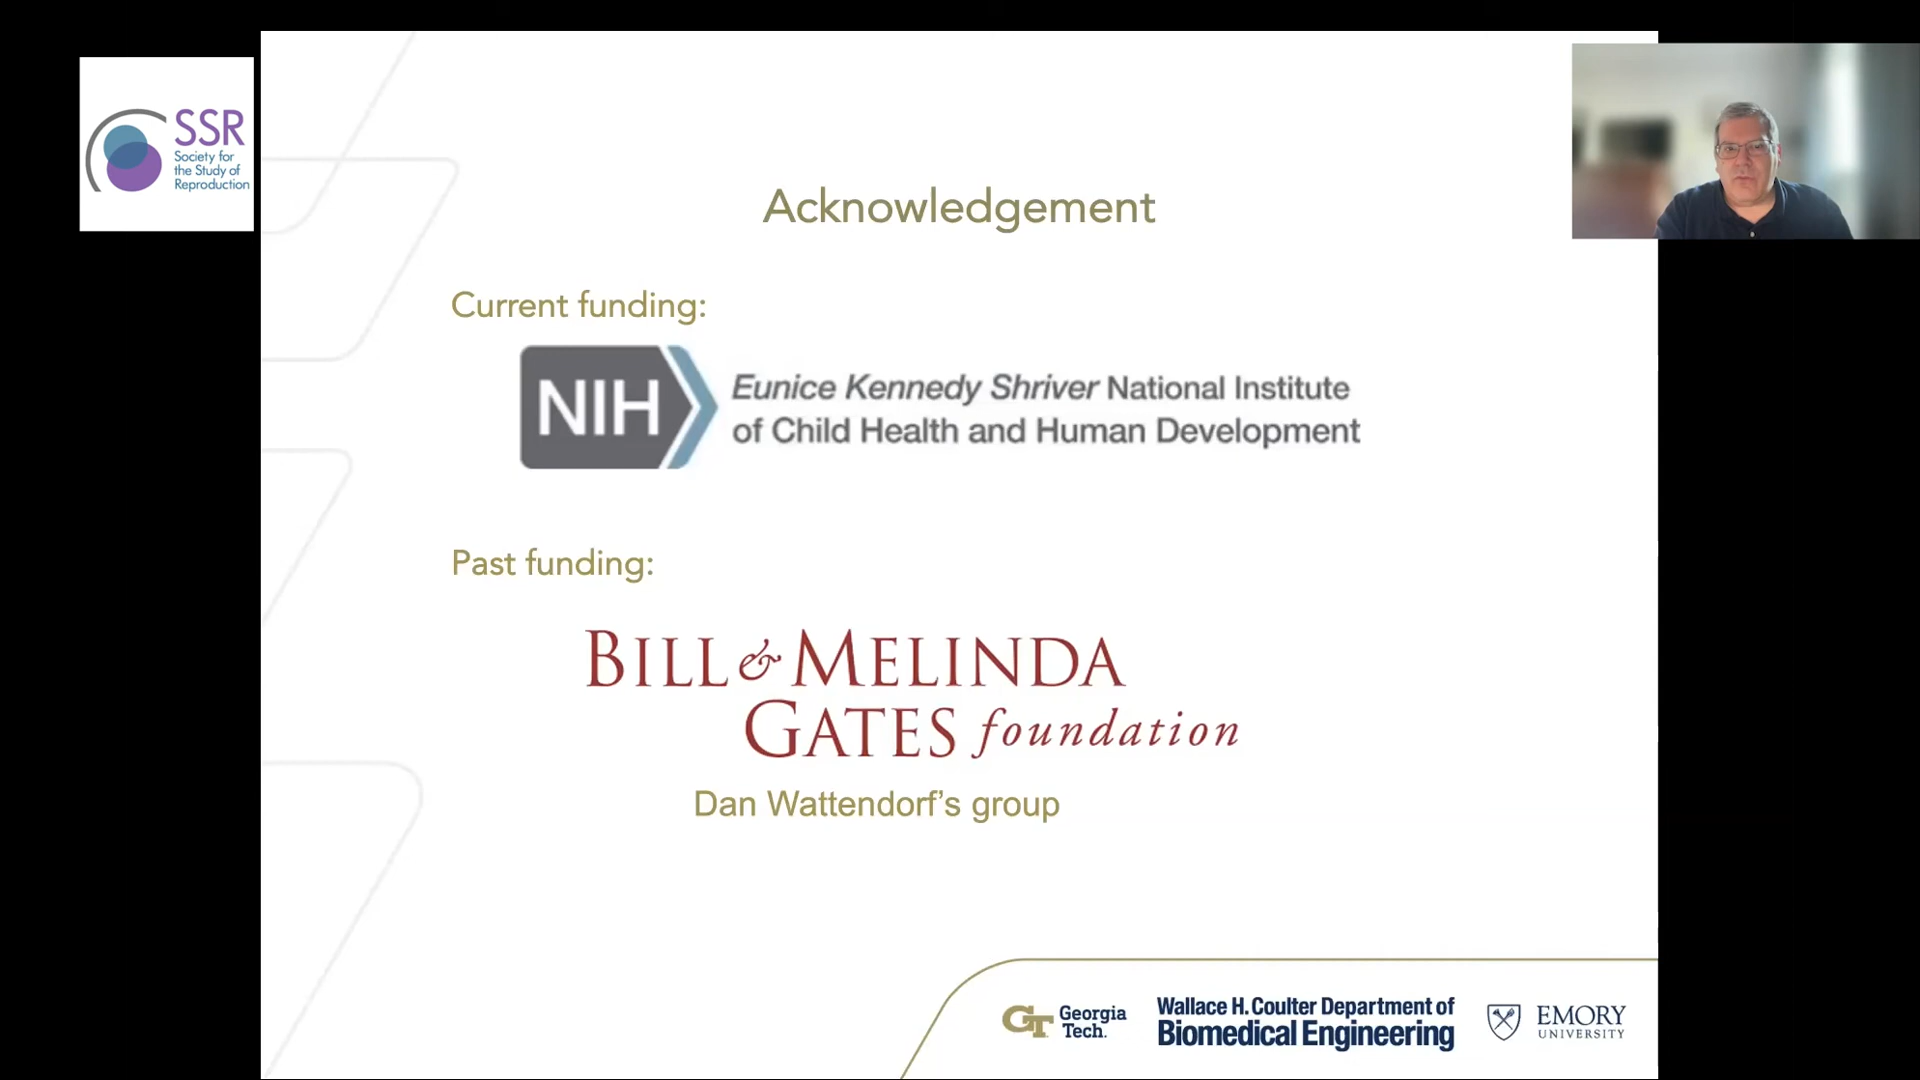 SSR
Society for
the Study of
Reproduction
Acknowledgement
Current funding:
NIH
Eunice Kennedy Shriver National Institute
of Child Health and Human Development
Past funding:
BILL & MELINDA
GATES foundation
Dan Wattendorf's group
GT
Georgia
Tech.
Wallace H. Coulter Department of
Biomedical Engineering
EMORY
UNIVERSITY